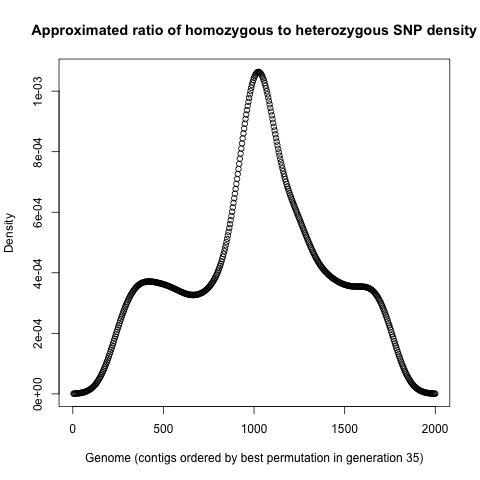 Approximated ratio of homozygous to heterozygous SNP density
Density
1e-03
8e-04
6e-04
4e-04
2e-04
0e+00
0 500 1000 1500 2000
Genome (contigs ordered by best permutation in generation 35)